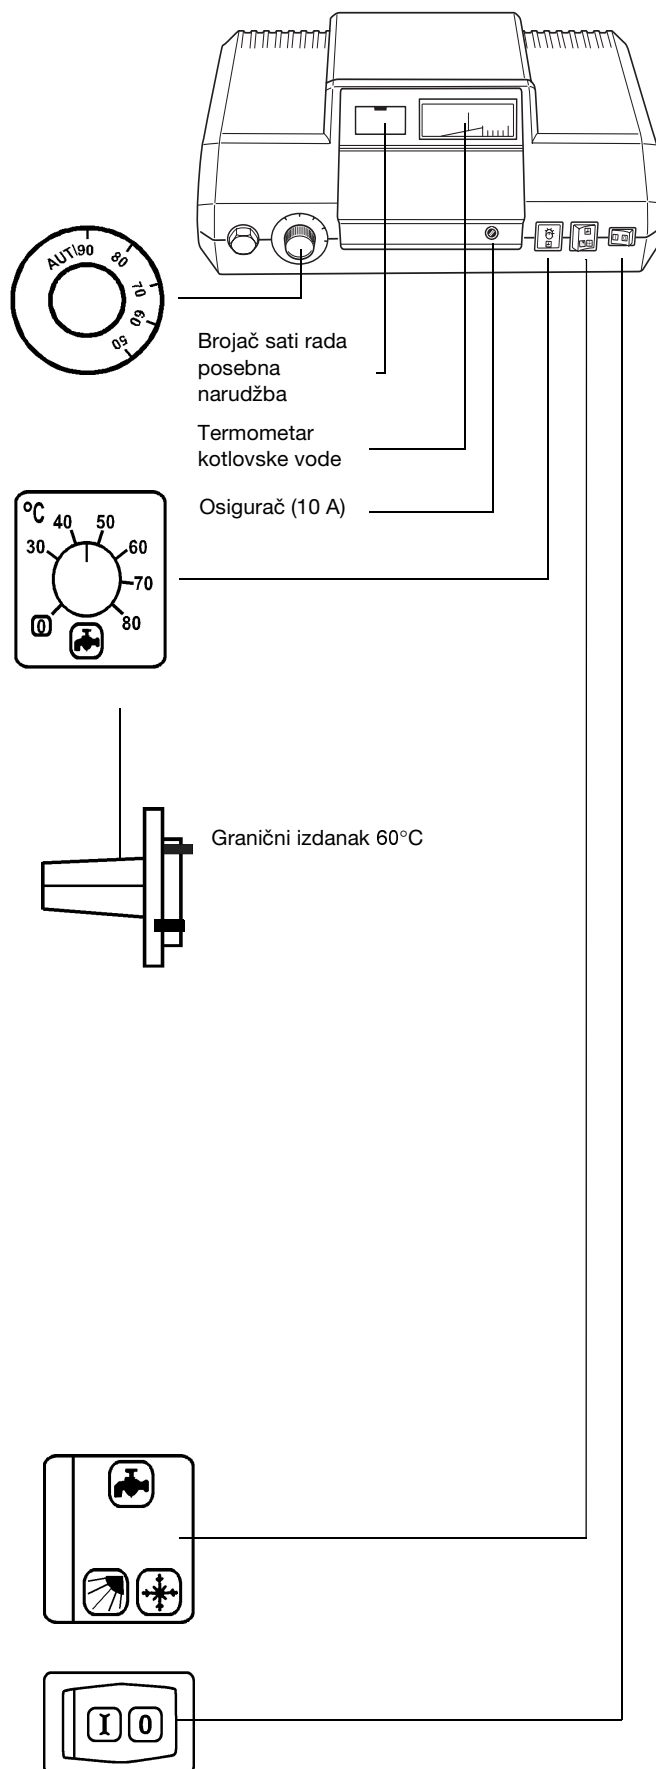 AUT
90
80
70
60
50
Brojač sati rada
posebna
narudžba
Termometar
kotlovske vode
Osigurač (10 A)
°C
40 50
30 60
70
0 80
Granični izdanak 60°C
I 0